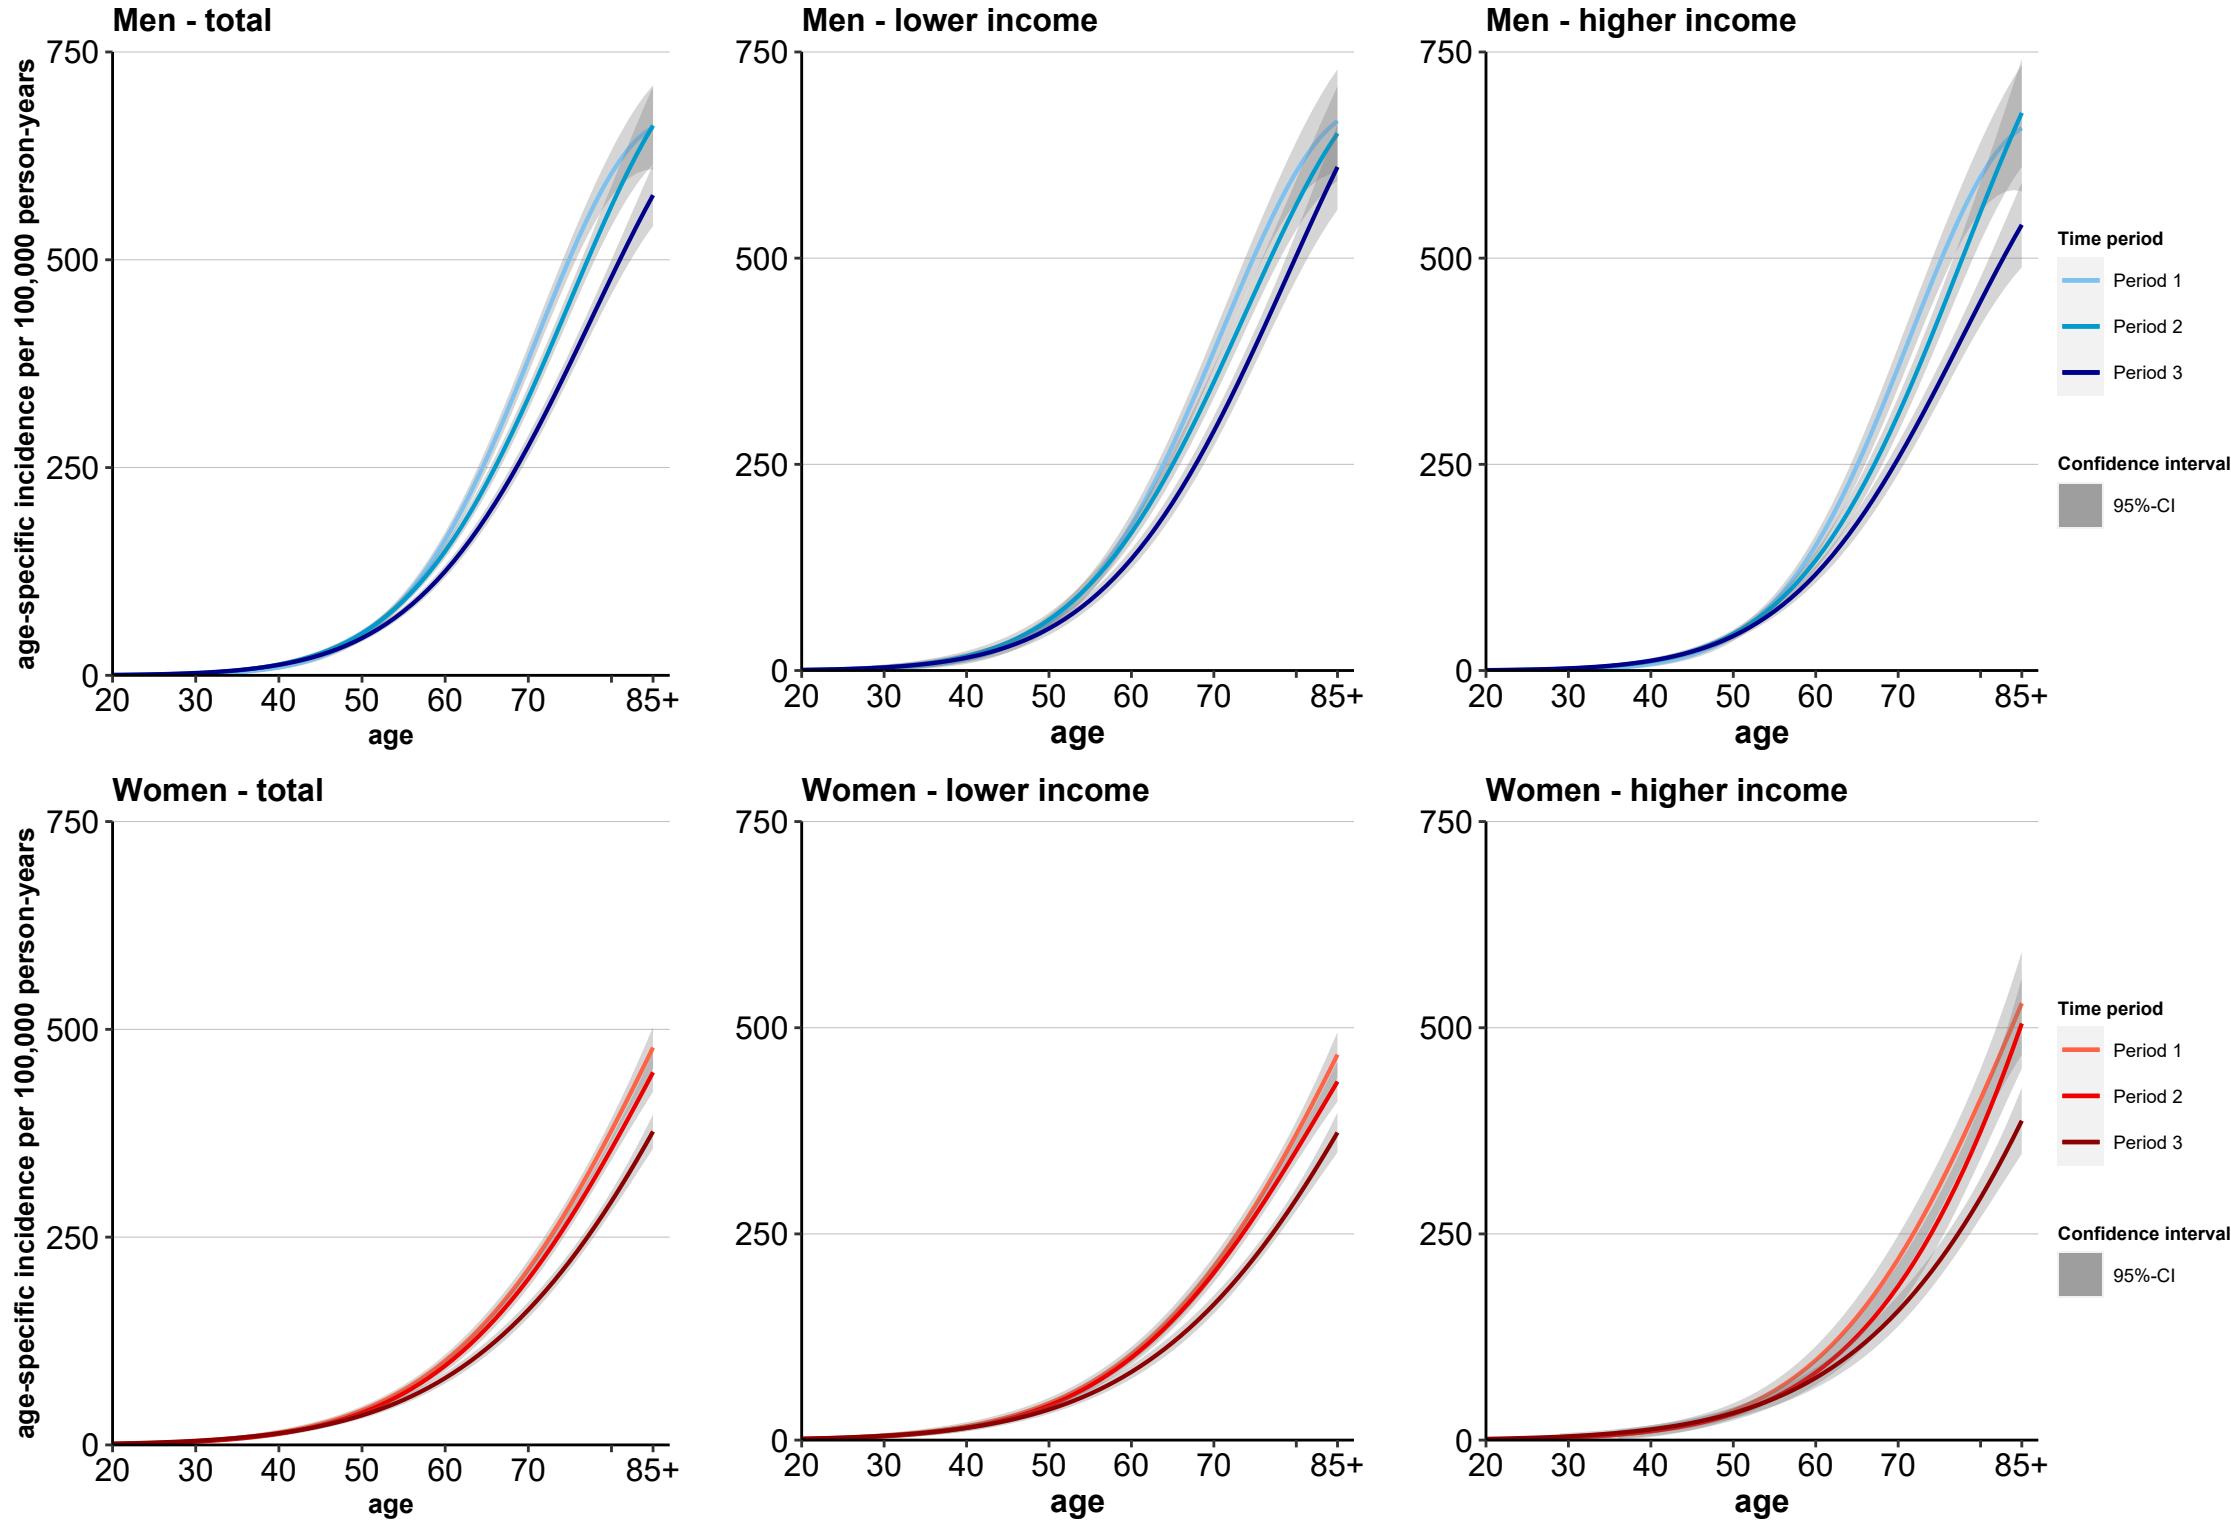 Men - total
Men - lower income
Men - higher income
age-specific incidence per 100,000 person-years
750
500
250
0
20 30 40 50 60 70 85+
age
750
500
250
0
20 30 40 50 60 70 85+
age
750
500
250
0
20 30 40 50 60 70 85+
age
Time period
Period 1
Period 2
Period 3
Confidence interval
95%-CI
Women - total
Women - lower income
Women - higher income
age-specific incidence per 100,000 person-years
750
500
250
0
20 30 40 50 60 70 85+
age
750
500
250
0
20 30 40 50 60 70 85+
age
750
500
250
0
20 30 40 50 60 70 85+
age
Time period
Period 1
Period 2
Period 3
Confidence interval
95%-CI